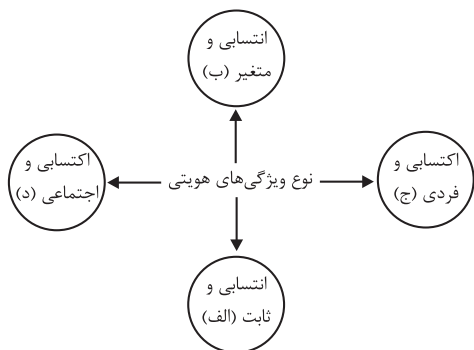 انتسابی و
متغیر (ب)
اکتسابی و
فردی (ج)
نوع ویژگی‌های هویتی
اکتسابی و
اجتماعی (د)
انتسابی و
ثابت (الف)